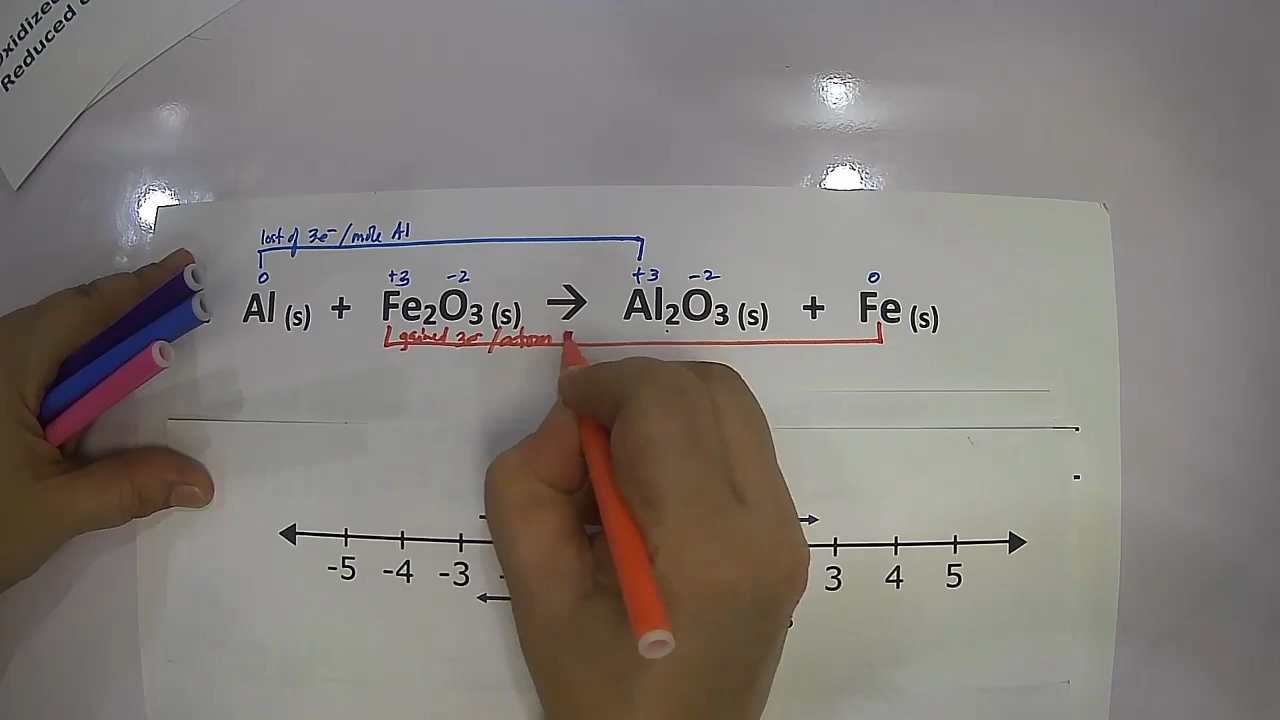 Oxidized
Reduced
lost of 3e⁻/mole Al
0 +3 -2 +3 -2 0
Al (s) + Fe₂O₃ (s) → Al₂O₃ (s) + Fe (s)
gained 3e⁻ /
-5 -4 -3 3 4 5